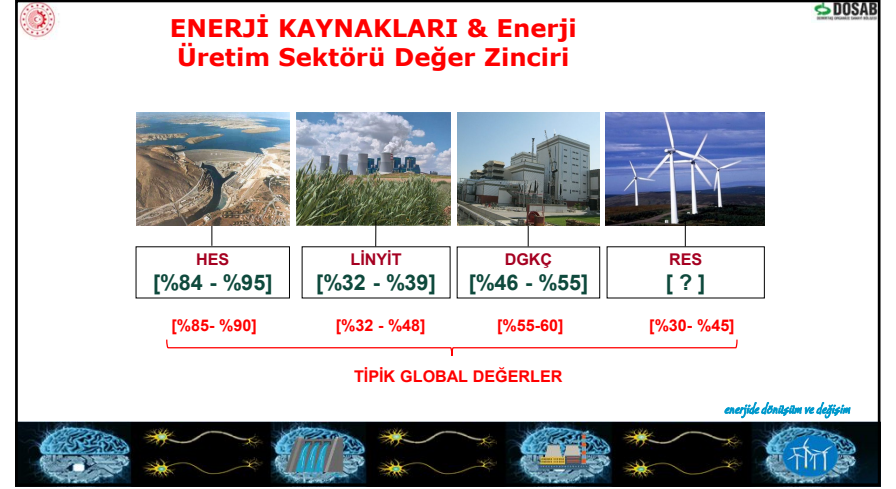 DOSAB
ENERJİ KAYNAKLARI & Enerji
Üretim Sektörü Değer Zinciri
HES
[%84 - %95]
LİNYİT
[%32 - %39]
DGKÇ
[%46 - %55]
RES
[ ? ]
[%85- %90]
[%32 - %48]
[%55-60]
[%30- %45]
TİPİK GLOBAL DEĞERLER
enerjide dönüşüm ve değişim